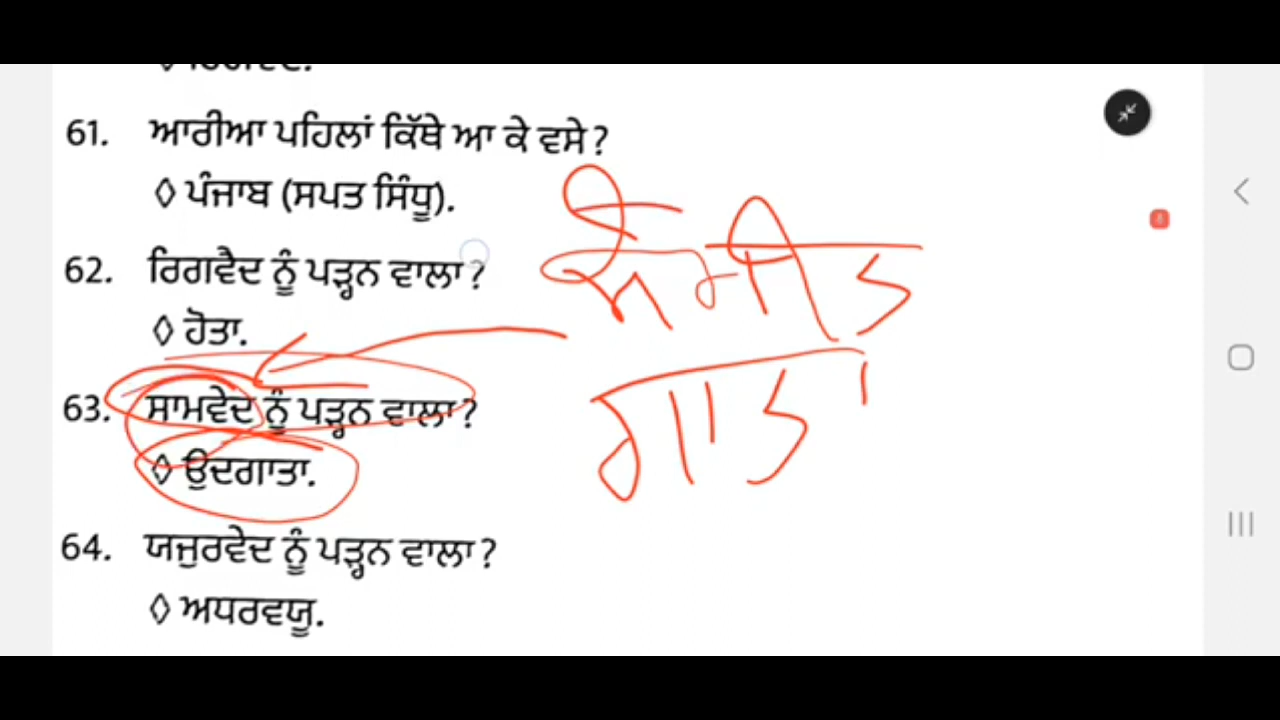 61. ਆਰੀਆ ਪਹਿਲਾਂ ਕਿੱਥੇ ਆ ਕੇ ਵਸੇ?
◊ ਪੰਜਾਬ (ਸਪਤ ਸਿੰਧੂ).
62. ਰਿਗਵੈਦ ਨੂੰ ਪੜ੍ਹਨ ਵਾਲਾ?
◊ ਹੋਤਾ.
63. ਸਾਮਵੇਦ ਨੂੰ ਪੜ੍ਹਨ ਵਾਲਾ?
◊ ਉਦਗਾਤਾ.
64. ਯਜੁਰਵੇਦ ਨੂੰ ਪੜ੍ਹਨ ਵਾਲਾ?
◊ ਅਧਰਵਯੂ.